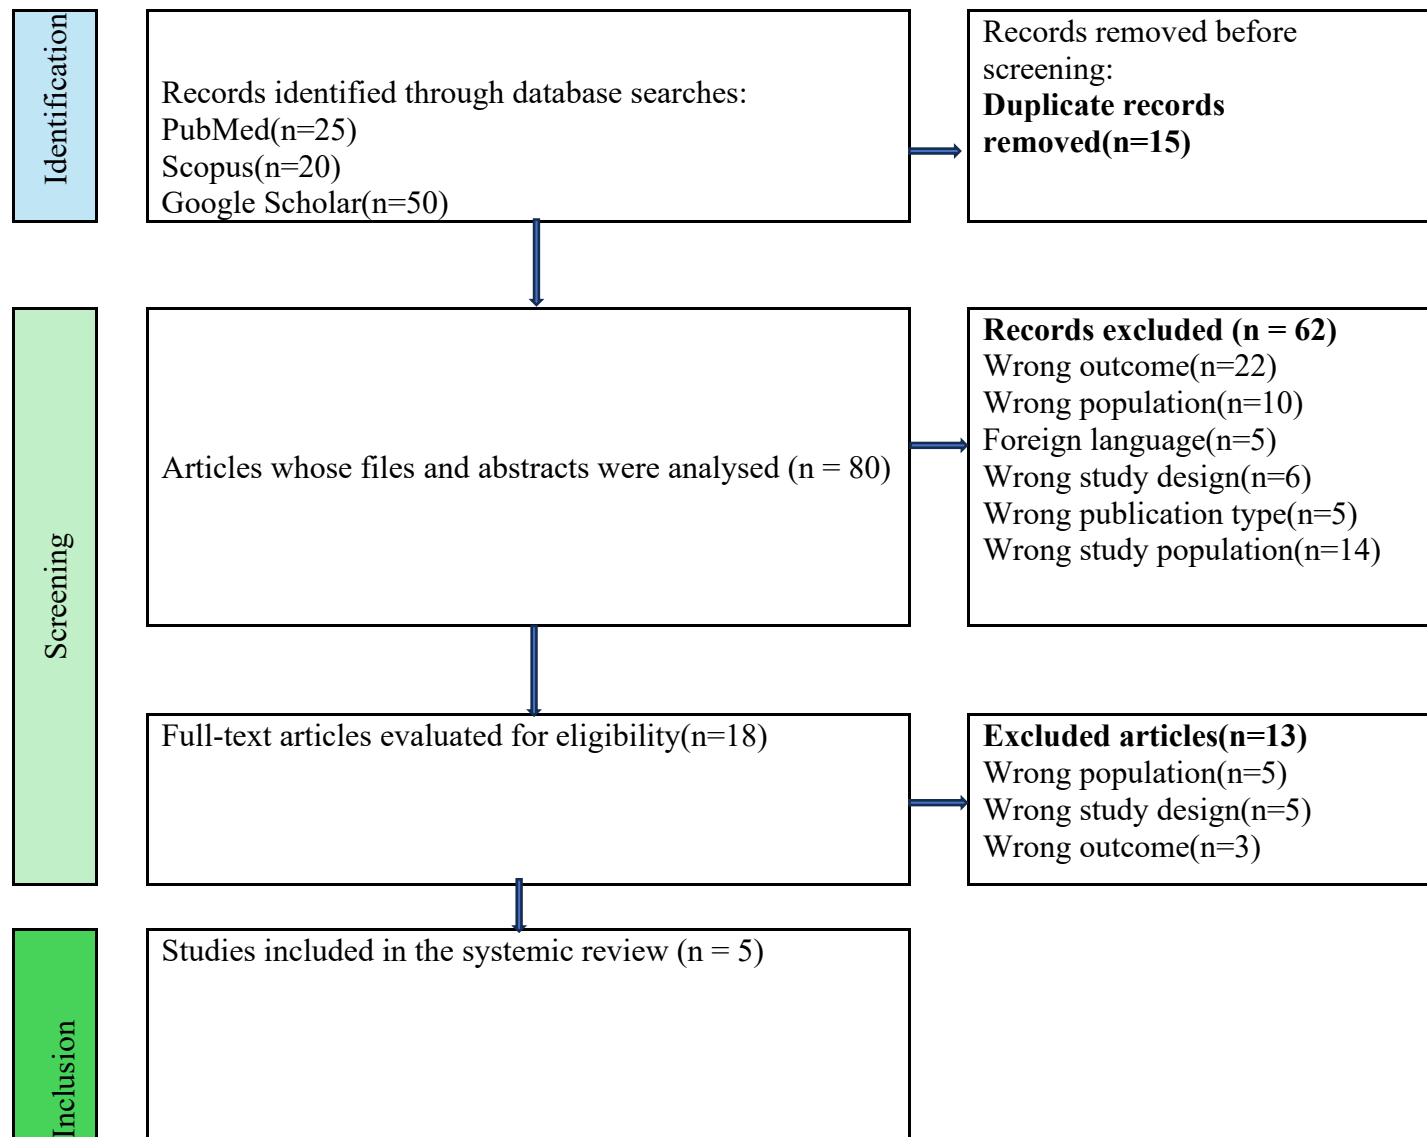 Identification
Records identified through database searches:
PubMed(n=25)
Scopus(n=20)
Google Scholar(n=50)
Records removed before
screening:
Duplicate records
removed(n=15)
Screening
Articles whose files and abstracts were analysed (n = 80)
Records excluded (n = 62)
Wrong outcome(n=22)
Wrong population(n=10)
Foreign language(n=5)
Wrong study design(n=6)
Wrong publication type(n=5)
Wrong study population(n=14)
Full-text articles evaluated for eligibility(n=18)
Excluded articles(n=13)
Wrong population(n=5)
Wrong study design(n=5)
Wrong outcome(n=3)
Inclusion
Studies included in the systemic review (n = 5)